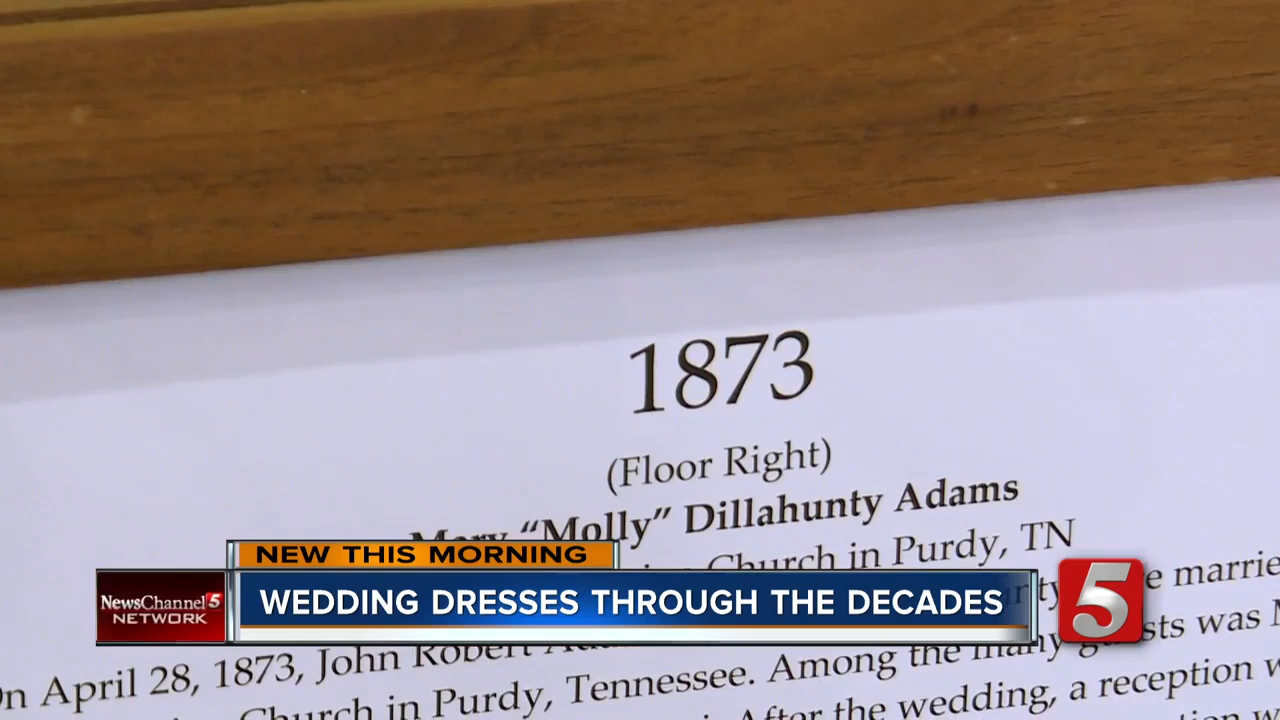 1873
(Floor Right)
Mary “Molly” Dillahunty Adams
Church in Purdy, TN
On April 28, 1873, John Robert
Church in Purdy, Tennessee. Among the many guests was
After the wedding, a reception
NEW THIS MORNING
NewsChannel 5
NETWORK
WEDDING DRESSES THROUGH THE DECADES
5